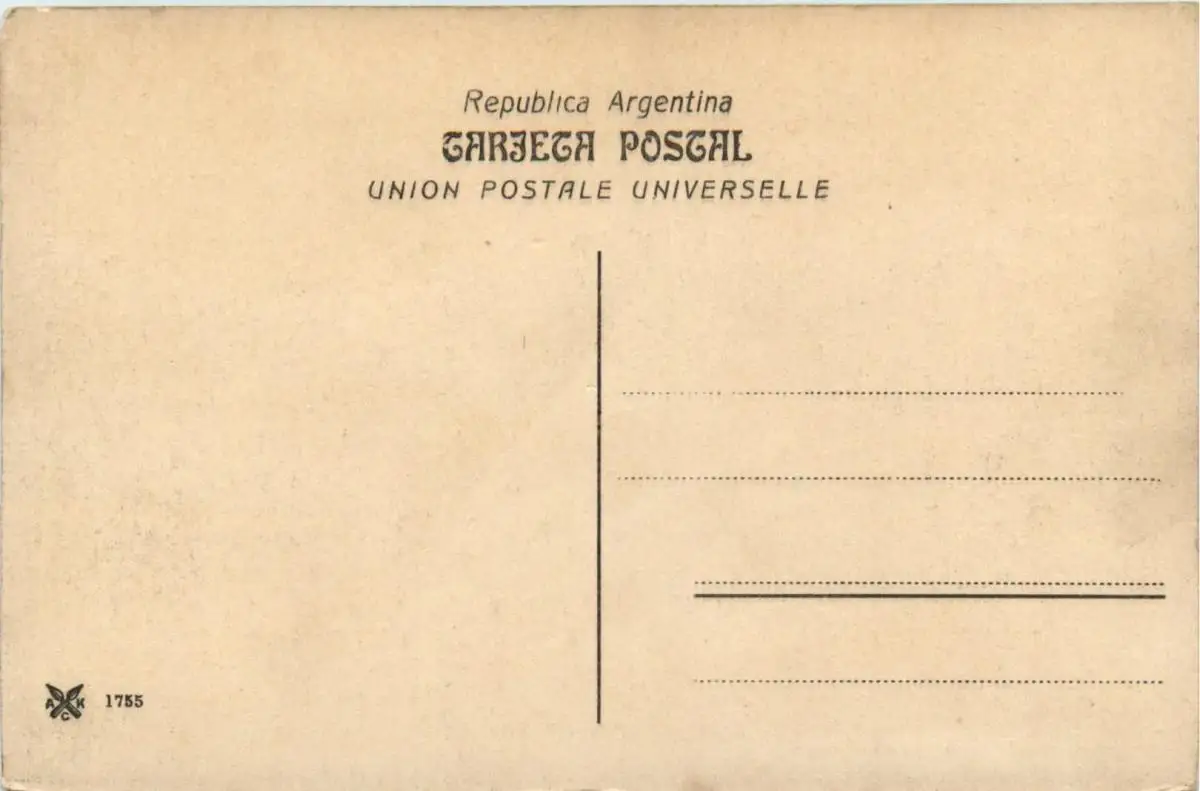 Republica Argentina
TARJETA POSTAL
UNION POSTALE UNIVERSELLE
A K
C
1755